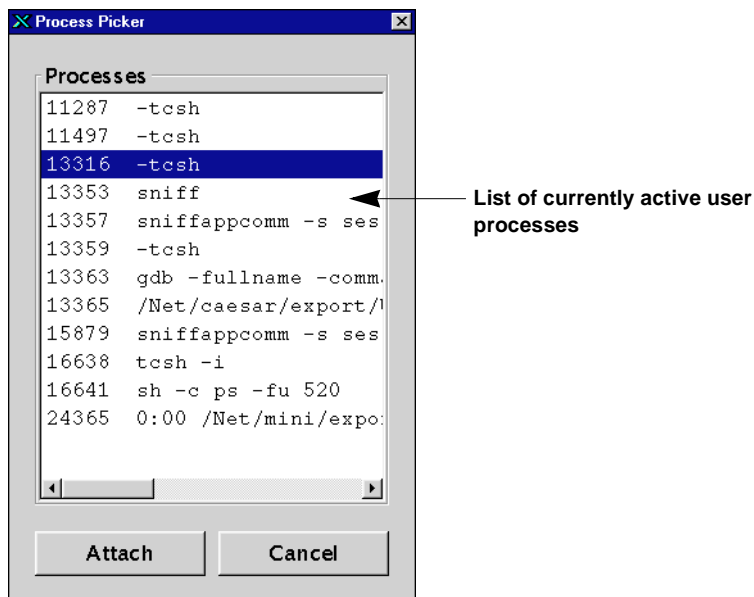 Process Picker
Processes
11287 -tcsh
11497 -tcsh
13316 -tcsh
13353 sniff
13357 sniffappcomm -s ses
13359 -tcsh
13363 gdb -fullname -comm
13365 /Net/caesar/export/
15879 sniffappcomm -s ses
16638 tcsh -i
16641 sh -c ps -fu 520
24365 0:00 /Net/mini/expo
Attach Cancel
List of currently active user
processes